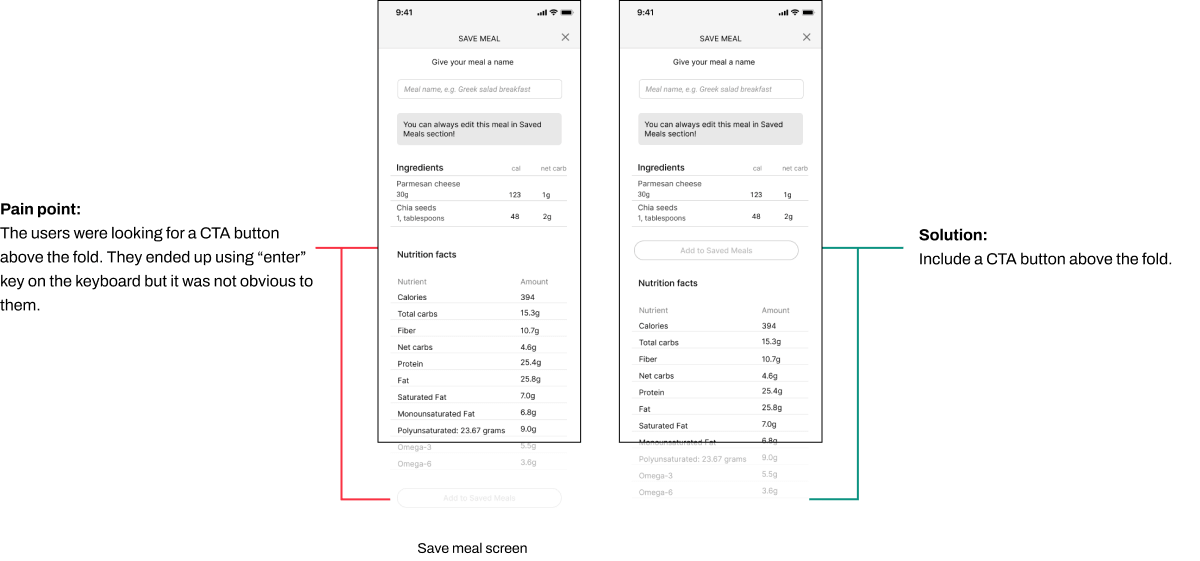 Pain point:
The users were looking for a CTA button
above the fold. They ended up using “enter”
key on the keyboard but it was not obvious to
them.
9:41
SAVE MEAL
Give your meal a name
Meal name, e.g. Greek salad breakfast
You can always edit this meal in Saved
Meals section!
Ingredients cal net carb
Parmesan cheese
30g 123 1g
Chia seeds
1, tablespoons 48 2g
Nutrition facts
Nutrient Amount
Calories 394
Total carbs 15.3g
Fiber 10.7g
Net carbs 4.6g
Protein 25.4g
Fat 25.8g
Saturated Fat 7.0g
Monounsaturated Fat 6.8g
Polyunsaturated: 23.67 grams 9.0g
Omega-3 5.5g
Omega-6 3.6g
Add to Saved Meals
Save meal screen
9:41
SAVE MEAL
Give your meal a name
Meal name, e.g. Greek salad breakfast
You can always edit this meal in Saved
Meals section!
Ingredients cal net carb
Parmesan cheese
30g 123 1g
Chia seeds
1, tablespoons 48 2g
Add to Saved Meals
Nutrition facts
Nutrient Amount
Calories 394
Total carbs 15.3g
Fiber 10.7g
Net carbs 4.6g
Protein 25.4g
Fat 25.8g
Saturated Fat 7.0g
Monounsaturated Fat 6.8g
Polyunsaturated: 23.67 grams 9.0g
Omega-3 5.5g
Omega-6 3.6g
Solution:
Include a CTA button above the fold.